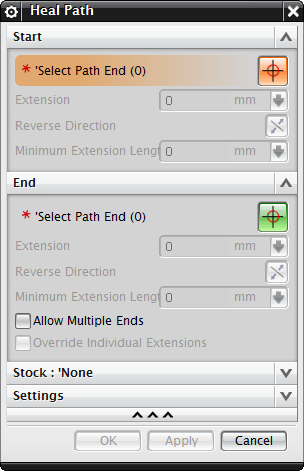 Heal Path
Start
* 'Select Path End (0)
Extension 0 mm
Reverse Direction
Minimum Extension Lengt 0 mm
End
* 'Select Path End (0)
Extension 0 mm
Reverse Direction
Minimum Extension Lengt 0 mm
Allow Multiple Ends
Override Individual Extensions
Stock : 'None
Settings
OK Apply Cancel